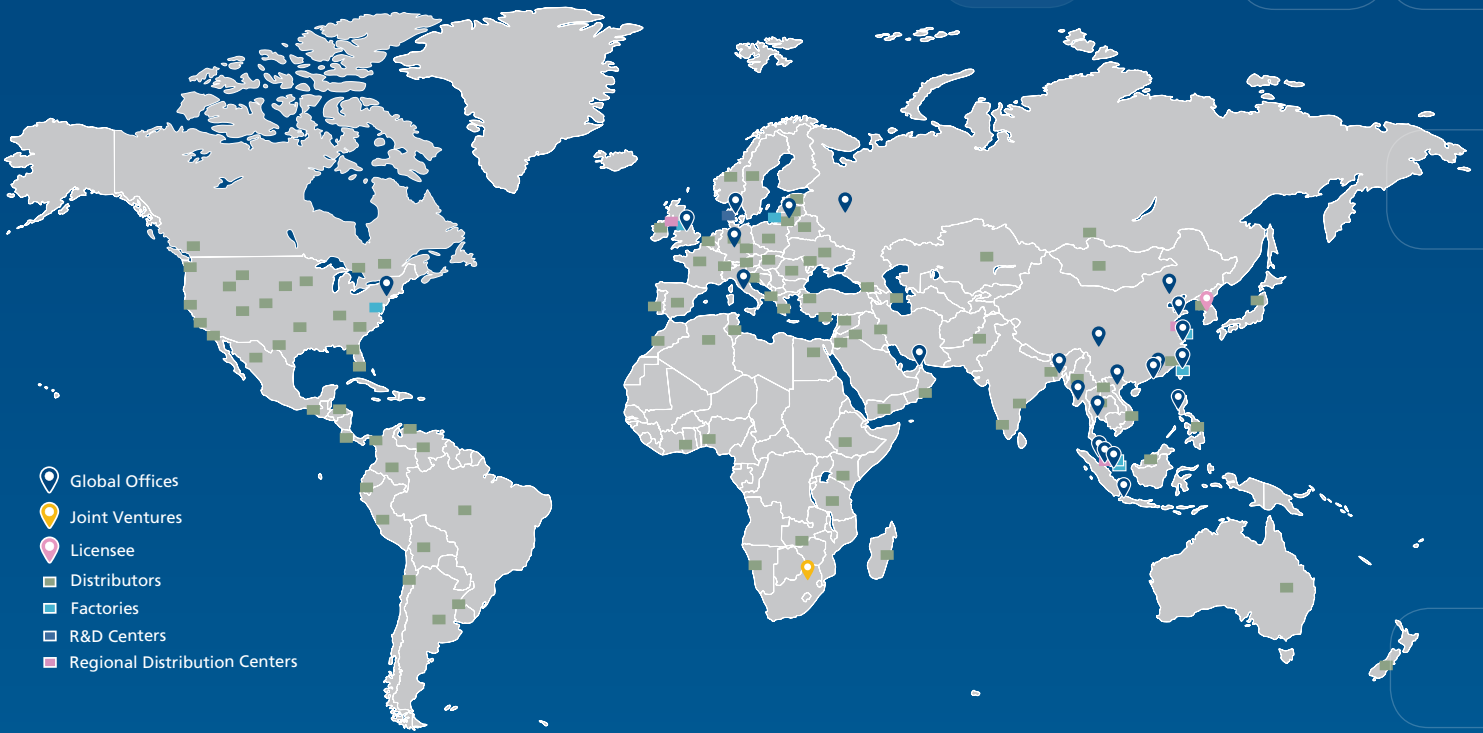 Global Offices
Joint Ventures
Licensee
Distributors
Factories
R&D Centers
Regional Distribution Centers